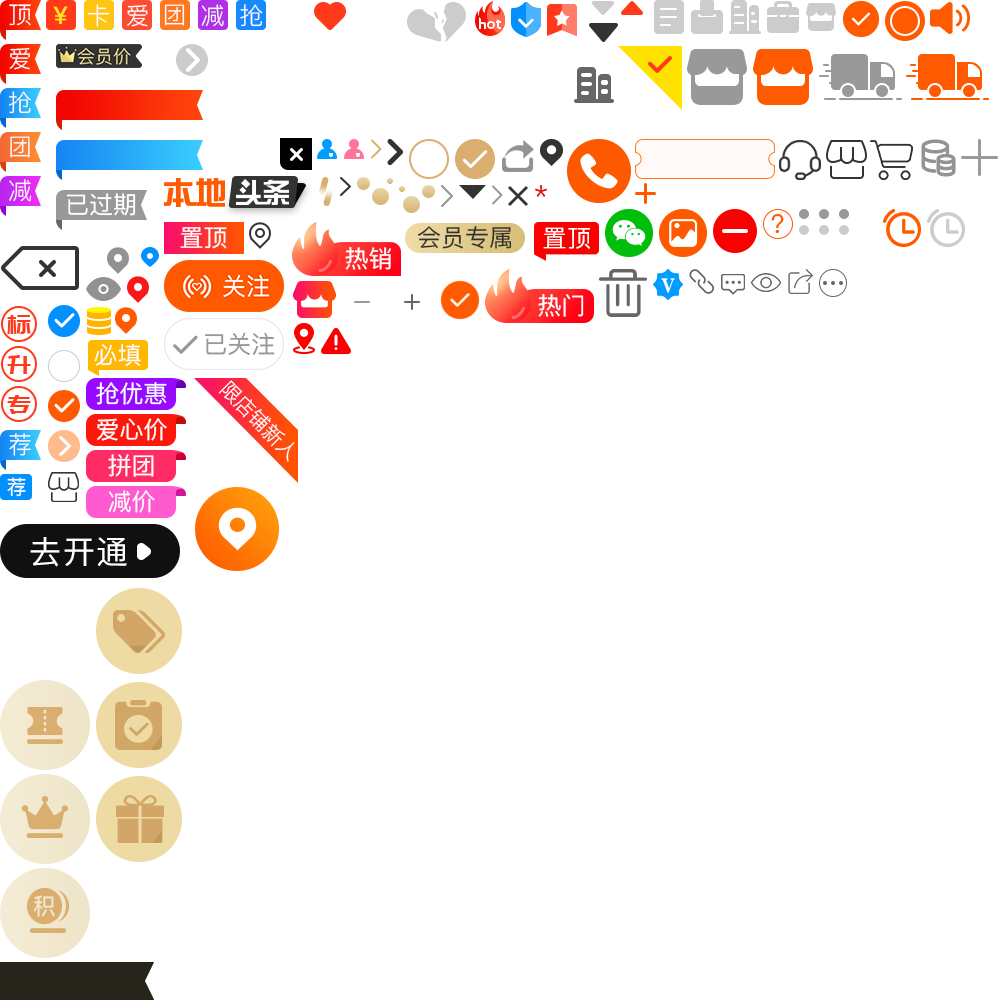 顶 ¥ 卡 爱 团 减 抢
hot
爱
会员价
抢
团
减
已过期
本地头条
置顶
热销
会员专属
置顶
关注
热门
V
标
必填
已关注
升
抢优惠
限店铺新人
专
爱心价
荐
拼团
荐
减价
去开通
积